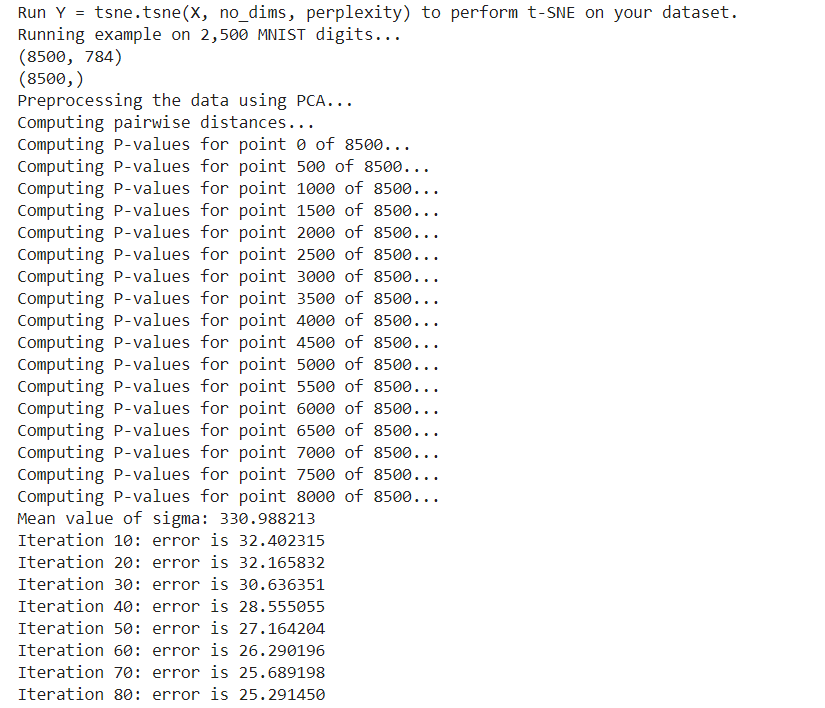 Run Y = tsne.tsne(X, no_dims, perplexity) to perform t-SNE on your dataset.
Running example on 2,500 MNIST digits...
(8500, 784)
(8500,)
Preprocessing the data using PCA...
Computing pairwise distances...
Computing P-values for point 0 of 8500...
Computing P-values for point 500 of 8500...
Computing P-values for point 1000 of 8500...
Computing P-values for point 1500 of 8500...
Computing P-values for point 2000 of 8500...
Computing P-values for point 2500 of 8500...
Computing P-values for point 3000 of 8500...
Computing P-values for point 3500 of 8500...
Computing P-values for point 4000 of 8500...
Computing P-values for point 4500 of 8500...
Computing P-values for point 5000 of 8500...
Computing P-values for point 5500 of 8500...
Computing P-values for point 6000 of 8500...
Computing P-values for point 6500 of 8500...
Computing P-values for point 7000 of 8500...
Computing P-values for point 7500 of 8500...
Computing P-values for point 8000 of 8500...
Mean value of sigma: 330.988213
Iteration 10: error is 32.402315
Iteration 20: error is 32.165832
Iteration 30: error is 30.636351
Iteration 40: error is 28.555055
Iteration 50: error is 27.164204
Iteration 60: error is 26.290196
Iteration 70: error is 25.689198
Iteration 80: error is 25.291450